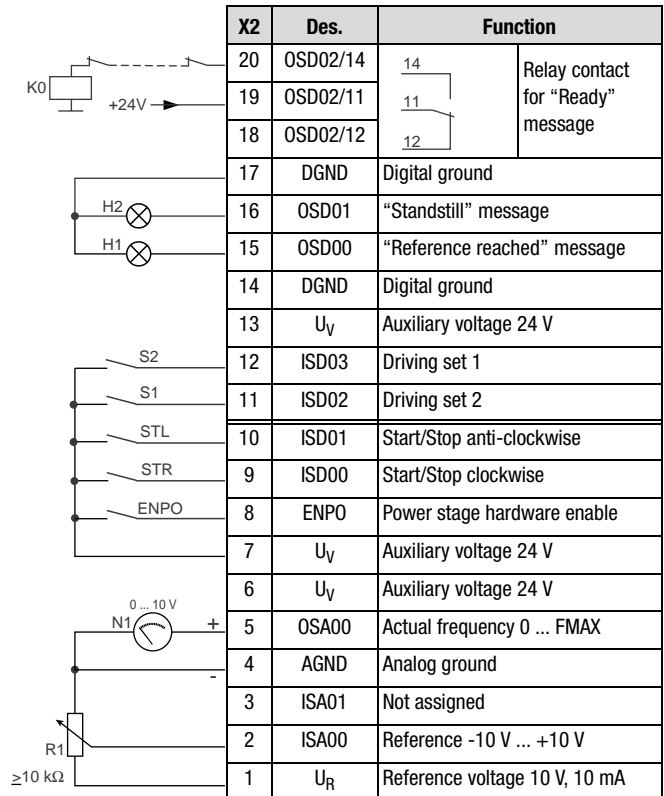 X2 Des. Function
20 OSD02/14 14 Relay contact
K0 +24V 19 OSD02/11 11 for “Ready”
18 OSD02/12 12 message
17 DGND Digital ground
H2 16 OSD01 “Standstill” message
H1 15 OSD00 “Reference reached” message
14 DGND Digital ground
13 UV Auxiliary voltage 24 V
S2 12 ISD03 Driving set 1
S1 11 ISD02 Driving set 2
STL 10 ISD01 Start/Stop anti-clockwise
STR 9 ISD00 Start/Stop clockwise
ENPO 8 ENPO Power stage hardware enable
7 UV Auxiliary voltage 24 V
6 UV Auxiliary voltage 24 V
0 ... 10 V
N1 + 5 OSA00 Actual frequency 0 ... FMAX
- 4 AGND Analog ground
3 ISA01 Not assigned
R1 2 ISA00 Reference -10 V ... +10 V
≥10 kΩ 1 UR Reference voltage 10 V, 10 mA